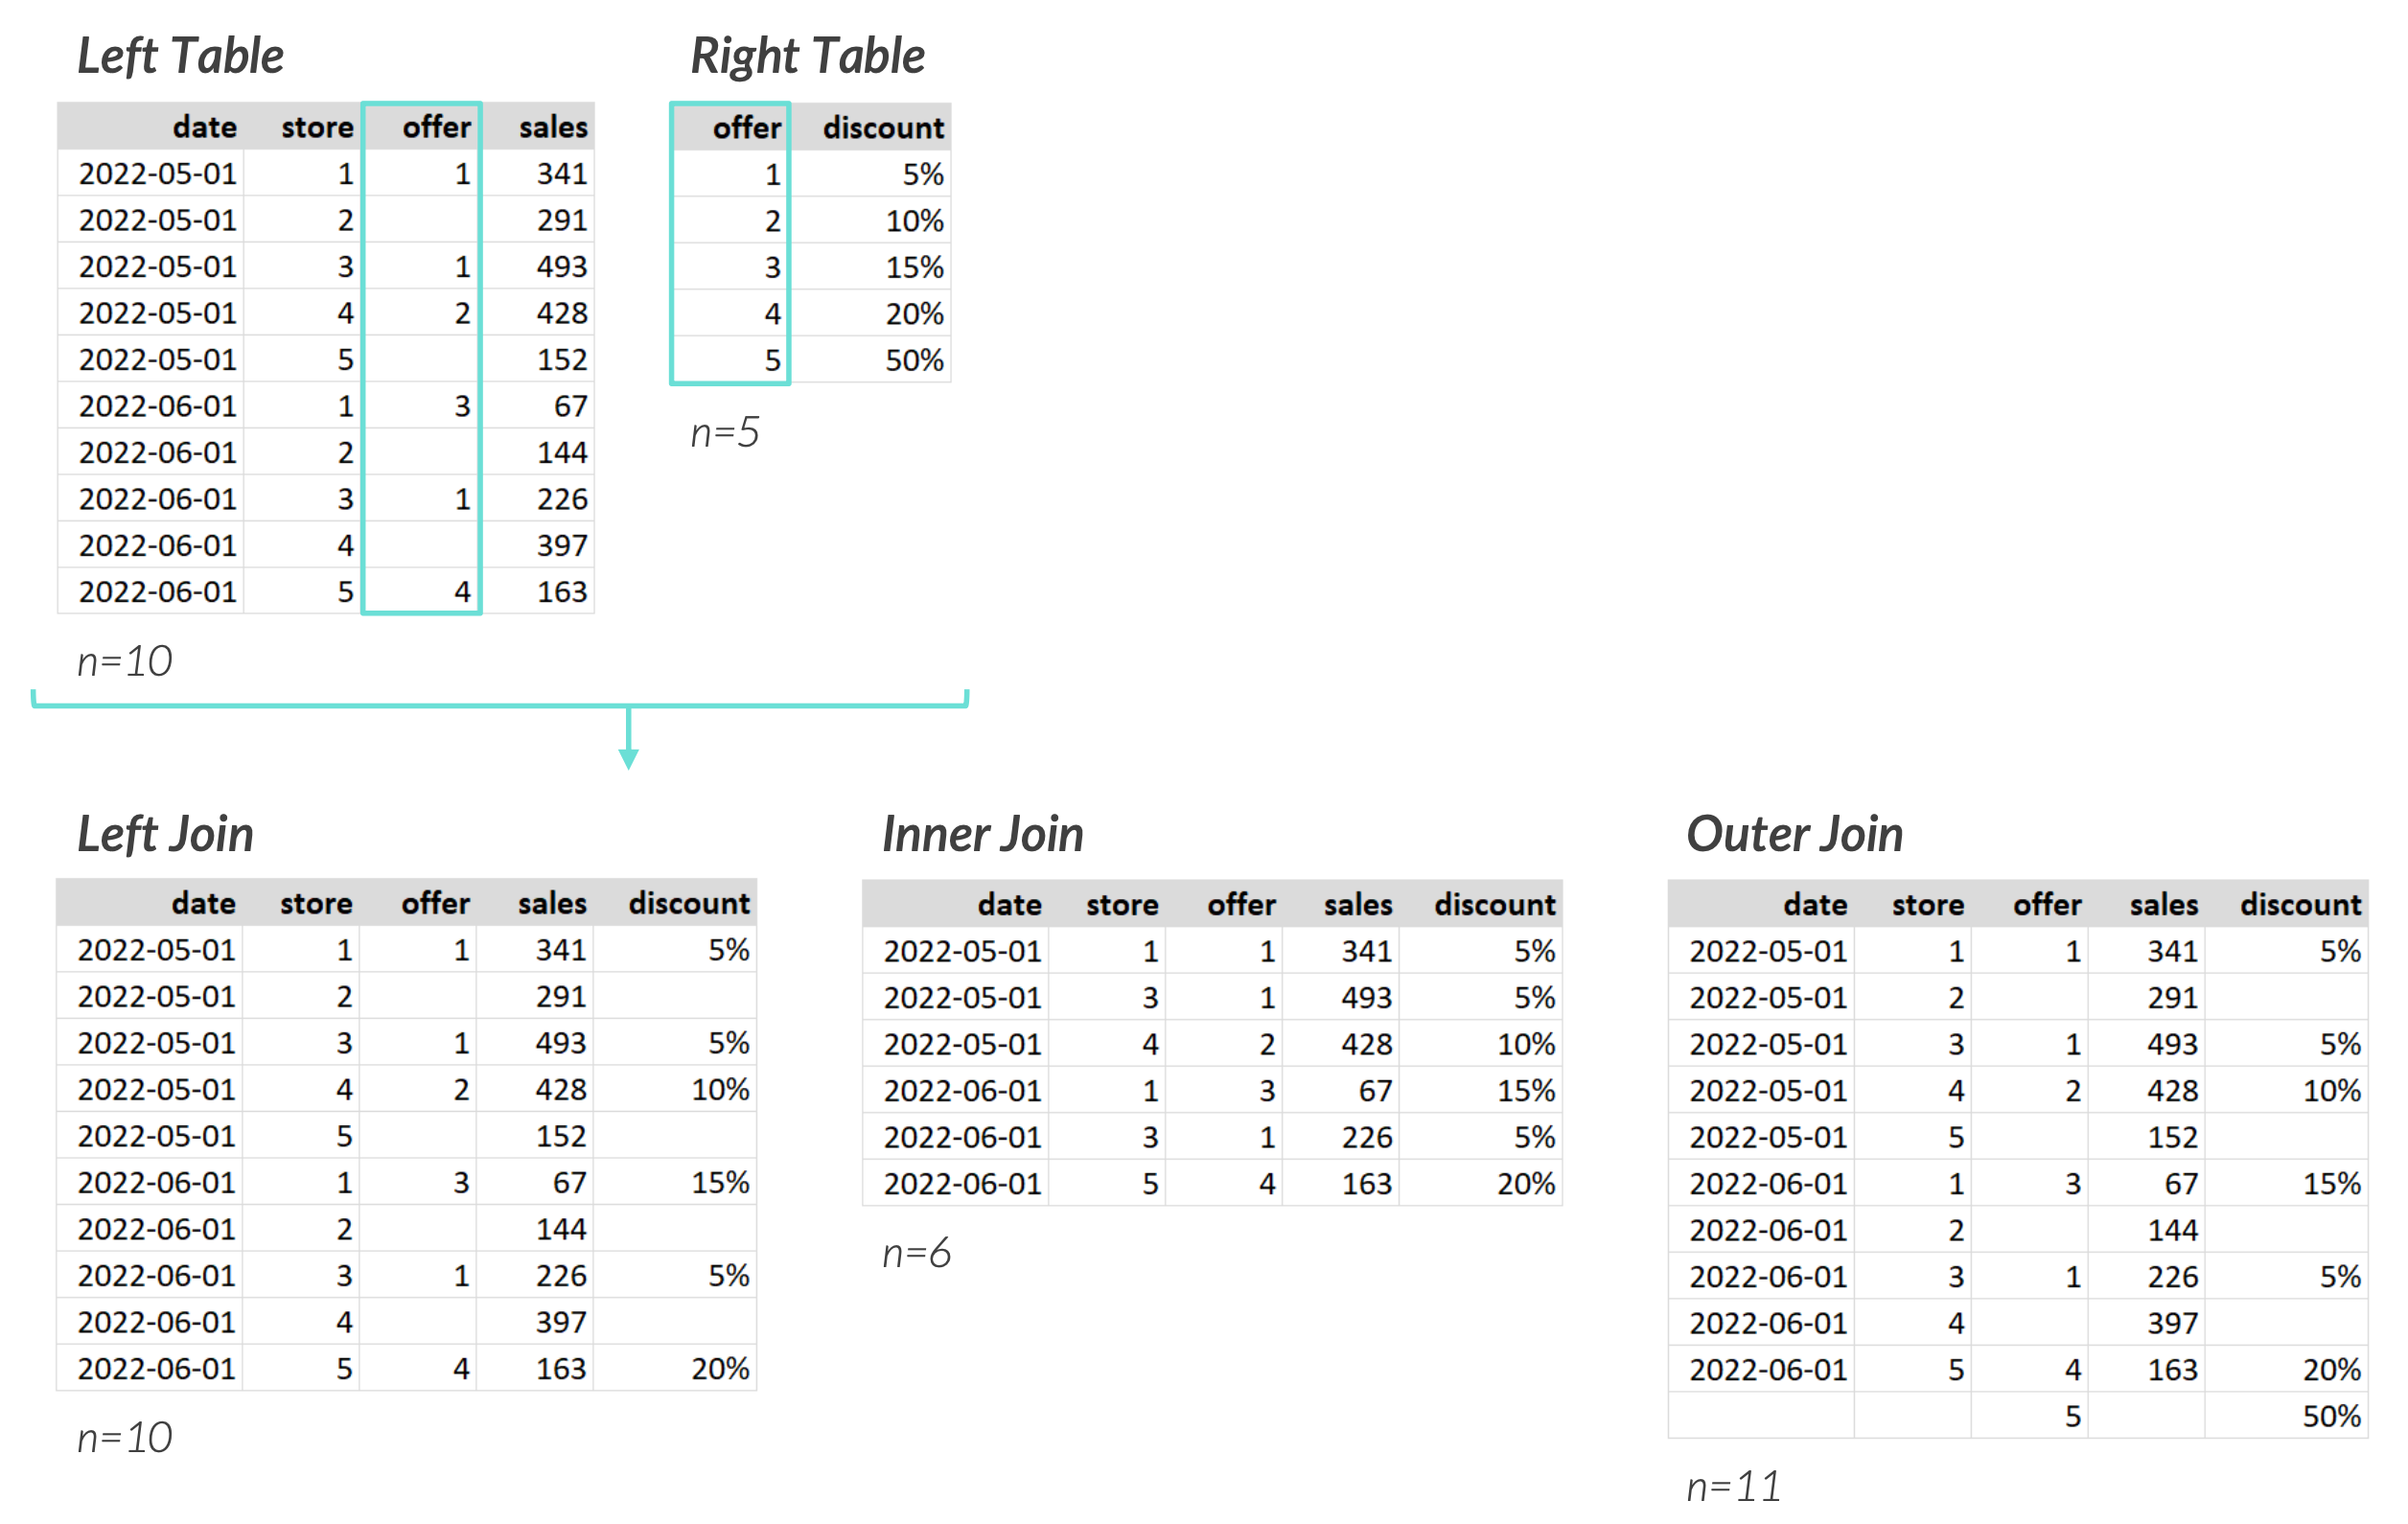 Left Table
Right Table
date store offer sales
2022-05-01 1 1 341
2022-05-01 2 291
2022-05-01 3 1 493
2022-05-01 4 2 428
2022-05-01 5 152
2022-06-01 1 3 67
2022-06-01 2 144
2022-06-01 3 1 226
2022-06-01 4 397
2022-06-01 5 4 163
n=10
offer discount
1 5%
2 10%
3 15%
4 20%
5 50%
n=5
Left Join
date store offer sales discount
2022-05-01 1 1 341 5%
2022-05-01 2 291
2022-05-01 3 1 493 5%
2022-05-01 4 2 428 10%
2022-05-01 5 152
2022-06-01 1 3 67 15%
2022-06-01 2 144
2022-06-01 3 1 226 5%
2022-06-01 4 397
2022-06-01 5 4 163 20%
n=10
Inner Join
date store offer sales discount
2022-05-01 1 1 341 5%
2022-05-01 3 1 493 5%
2022-05-01 4 2 428 10%
2022-06-01 1 3 67 15%
2022-06-01 3 1 226 5%
2022-06-01 5 4 163 20%
n=6
Outer Join
date store offer sales discount
2022-05-01 1 1 341 5%
2022-05-01 2 291
2022-05-01 3 1 493 5%
2022-05-01 4 2 428 10%
2022-05-01 5 152
2022-06-01 1 3 67 15%
2022-06-01 2 144
2022-06-01 3 1 226 5%
2022-06-01 4 397
2022-06-01 5 4 163 20%
5 50%
n=11